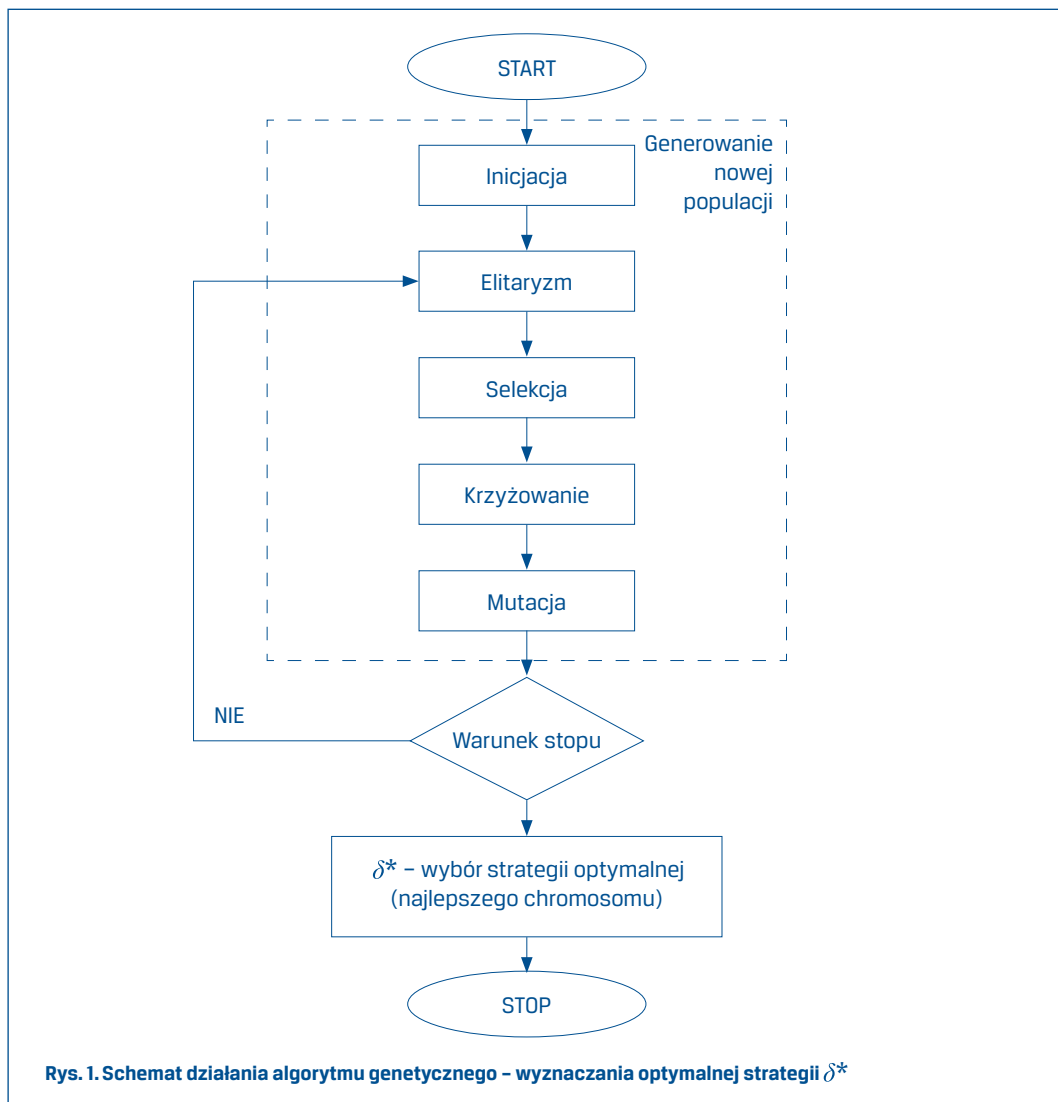 START
Generowanie
nowej
populacji
Inicjacja
Elitaryzm
Selekcja
Krzyżowanie
Mutacja
NIE
Warunek stopu
δ* – wybór strategii optymalnej
(najlepszego chromosomu)
STOP
Rys. 1. Schemat działania algorytmu genetycznego – wyznaczania optymalnej strategii δ*